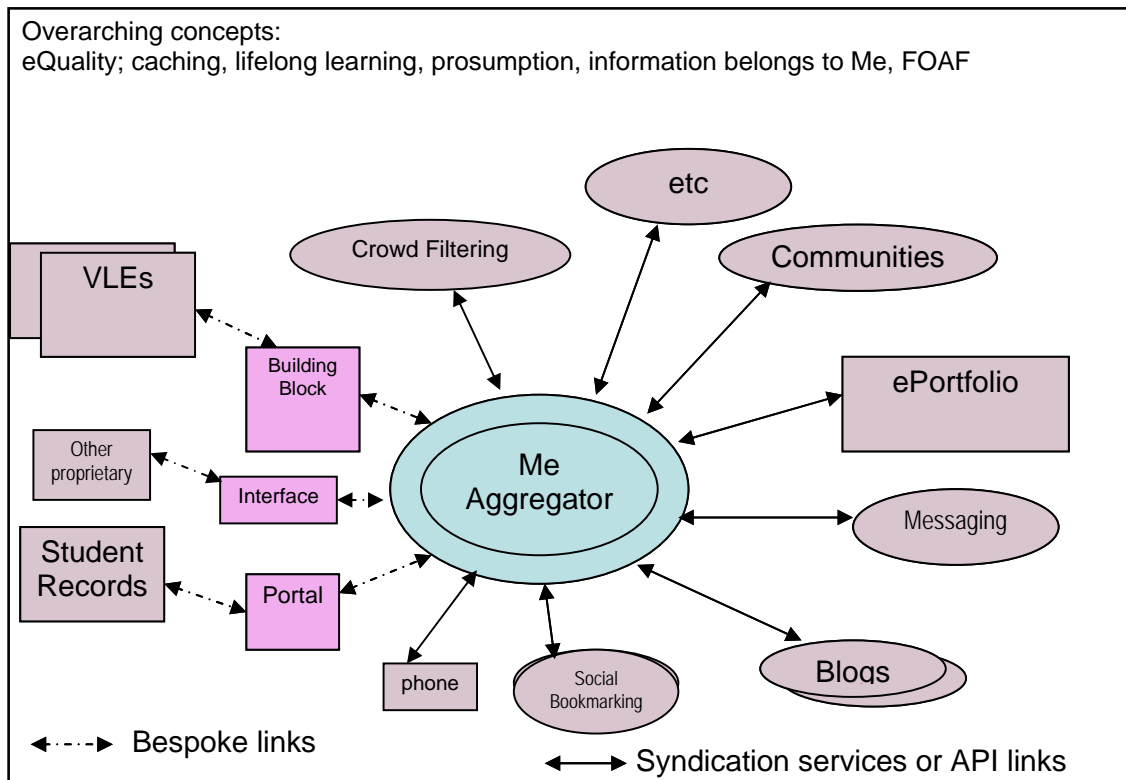 Overarching concepts:
eQuality; caching, lifelong learning, prosumption, information belongs to Me, FOAF
etc
Crowd Filtering
Communities
VLEs
Building
Block
ePortfolio
Other
proprietary
Interface
Me
Aggregator
Messaging
Student
Records
Portal
phone
Social
Bookmarking
Blogs
Bespoke links
Syndication services or API links